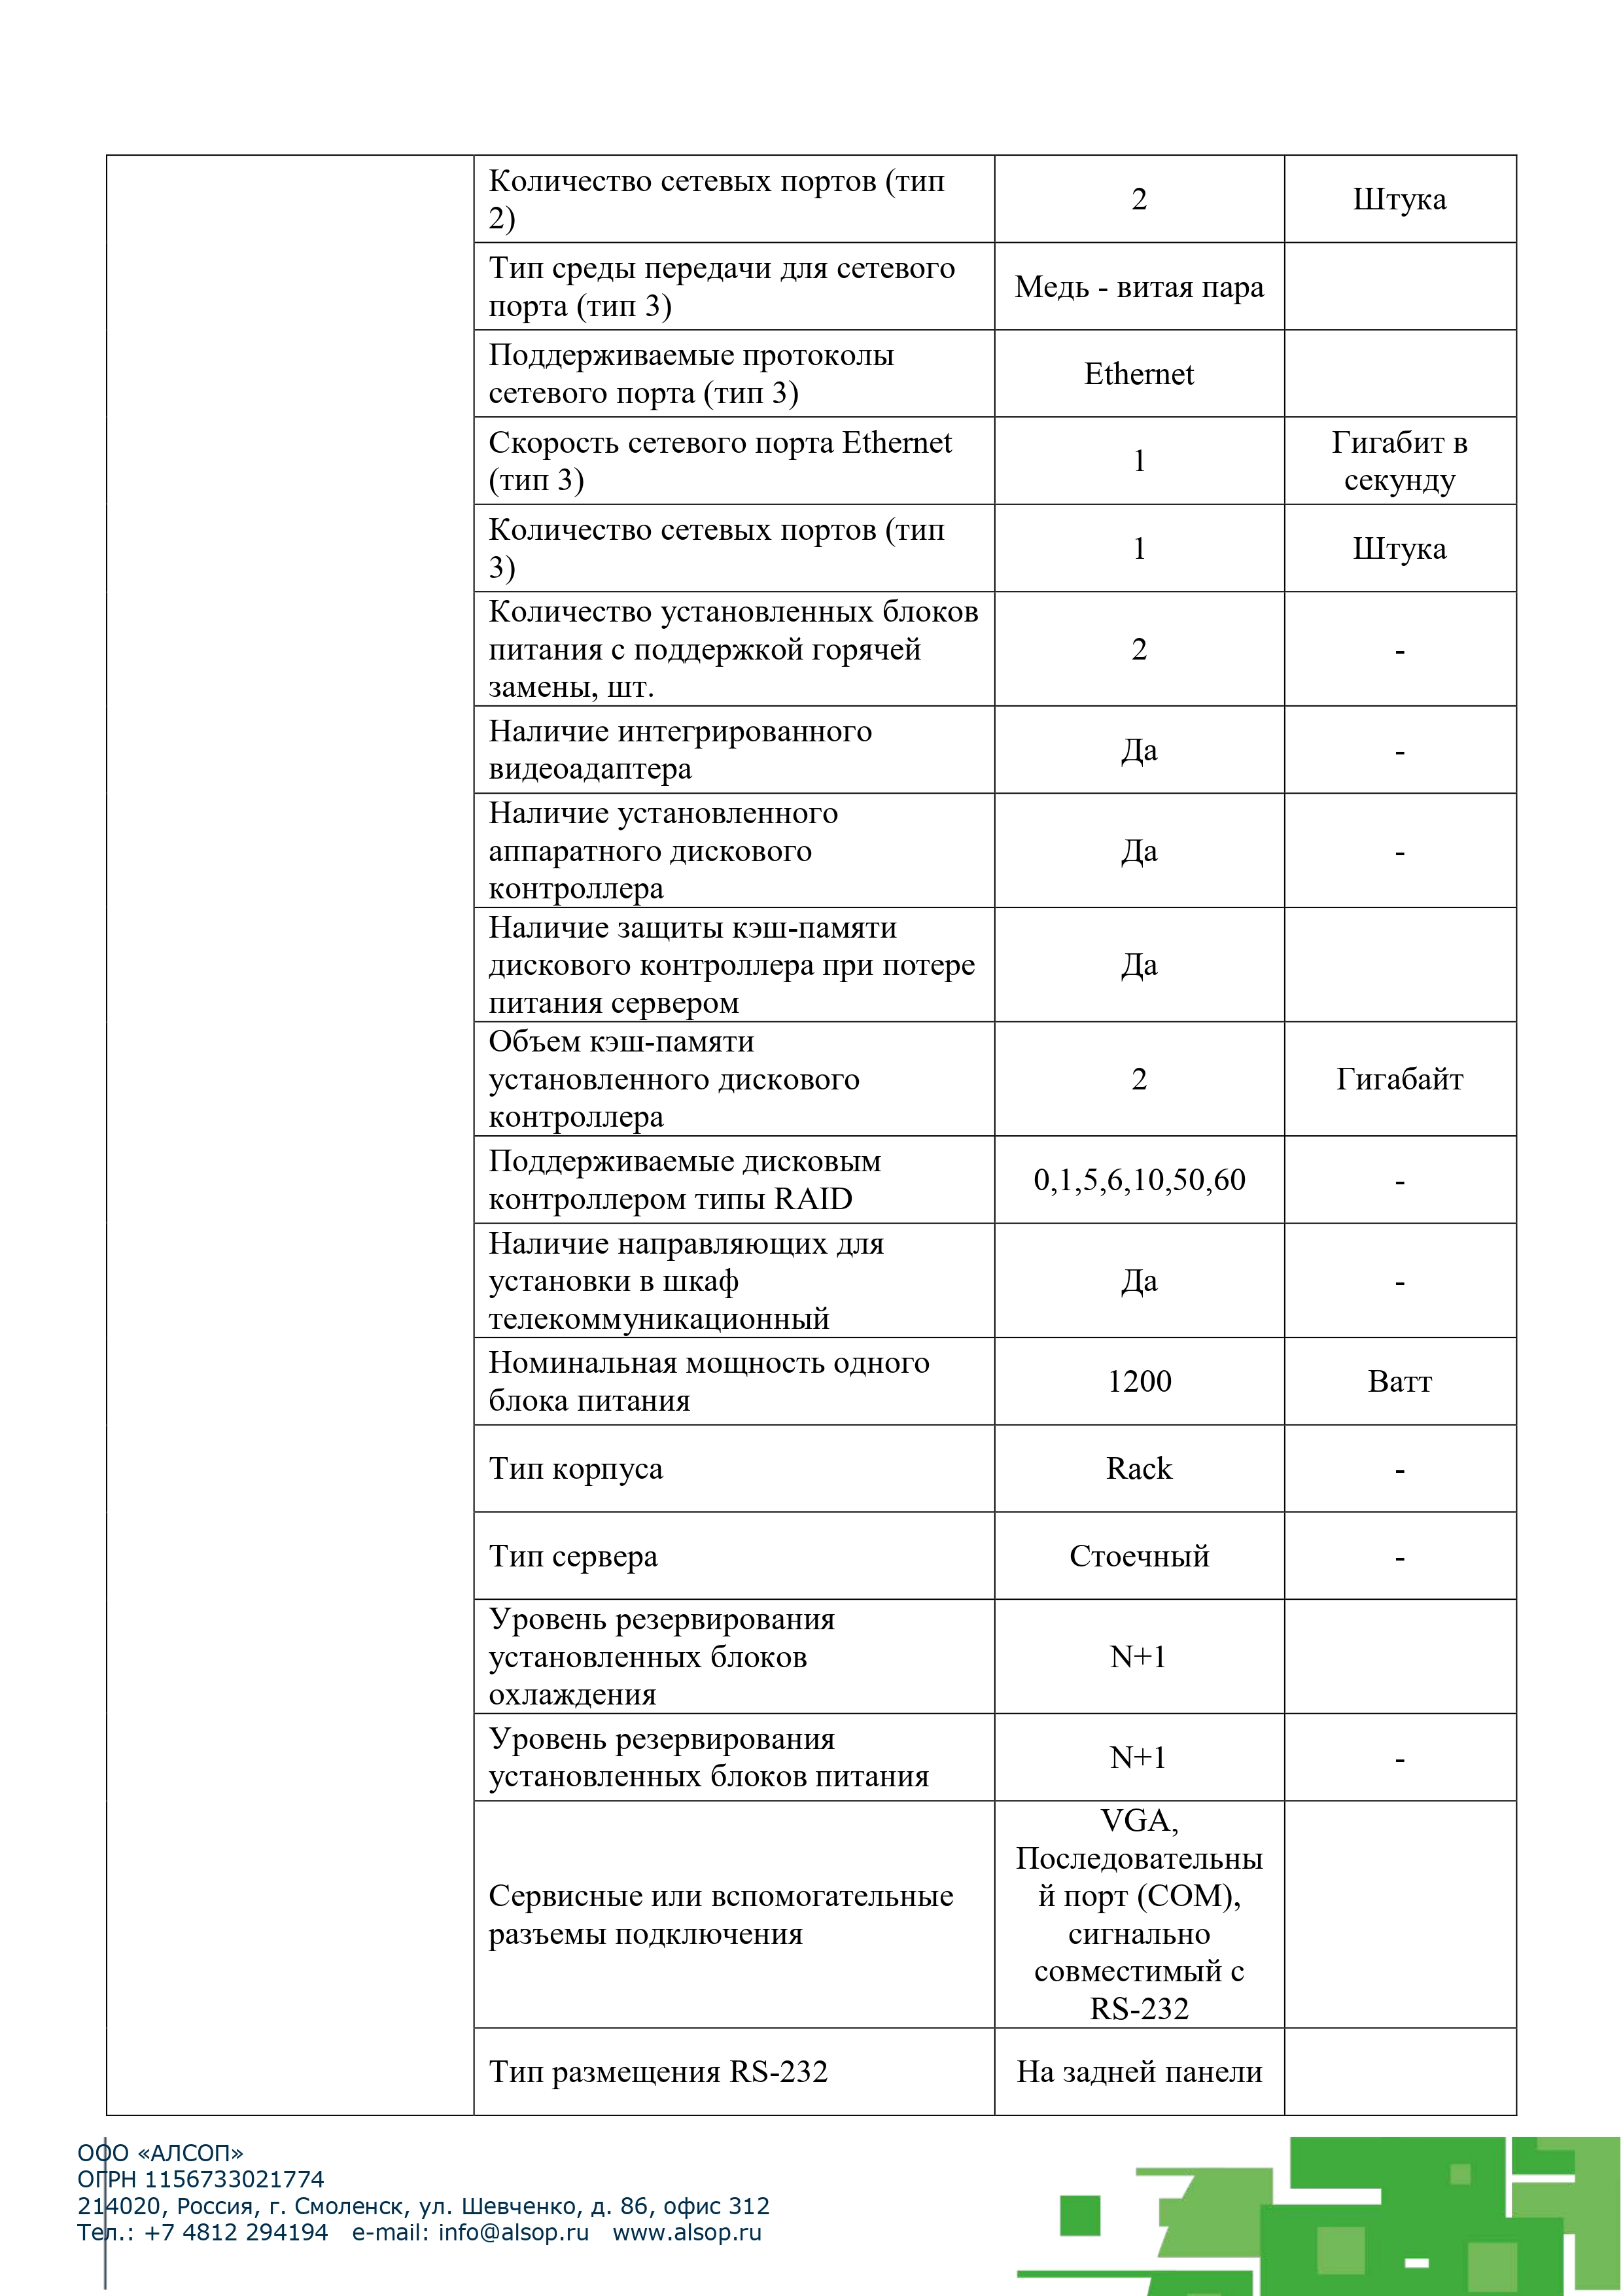 Количество сетевых портов (тип
2)
2
Штука
Тип среды передачи для сетевого
порта (тип 3)
Медь - витая пара
Поддерживаемые протоколы
сетевого порта (тип 3)
Ethernet
Скорость сетевого порта Ethernet
(тип 3)
1
Гигабит в
секунду
Количество сетевых портов (тип
3)
1
Штука
Количество установленных блоков
питания с поддержкой горячей
замены, шт.
2
-
Наличие интегрированного
видеоадаптера
Да
-
Наличие установленного
аппаратного дискового
контроллера
Да
-
Наличие защиты кэш-памяти
дискового контроллера при потере
питания сервером
Да
Объем кэш-памяти
установленного дискового
контроллера
2
Гигабайт
Поддерживаемые дисковым
контроллером типы RAID
0,1,5,6,10,50,60
-
Наличие направляющих для
установки в шкаф
телекоммуникационный
Да
-
Номинальная мощность одного
блока питания
1200
Ватт
Тип корпуса
Rack
-
Тип сервера
Стоечный
-
Уровень резервирования
установленных блоков
охлаждения
N+1
Уровень резервирования
установленных блоков питания
N+1
-
Сервисные или вспомогательные
разъемы подключения
VGA,
Последовательны
й порт (COM),
сигнально
совместимый с
RS-232
Тип размещения RS-232
На задней панели
ООО «АЛСОП»
ОГРН 1156733021774
214020, Россия, г. Смоленск, ул. Шевченко, д. 86, офис 312
Тел.: +7 4812 294194 e-mail: info@alsop.ru www.alsop.ru